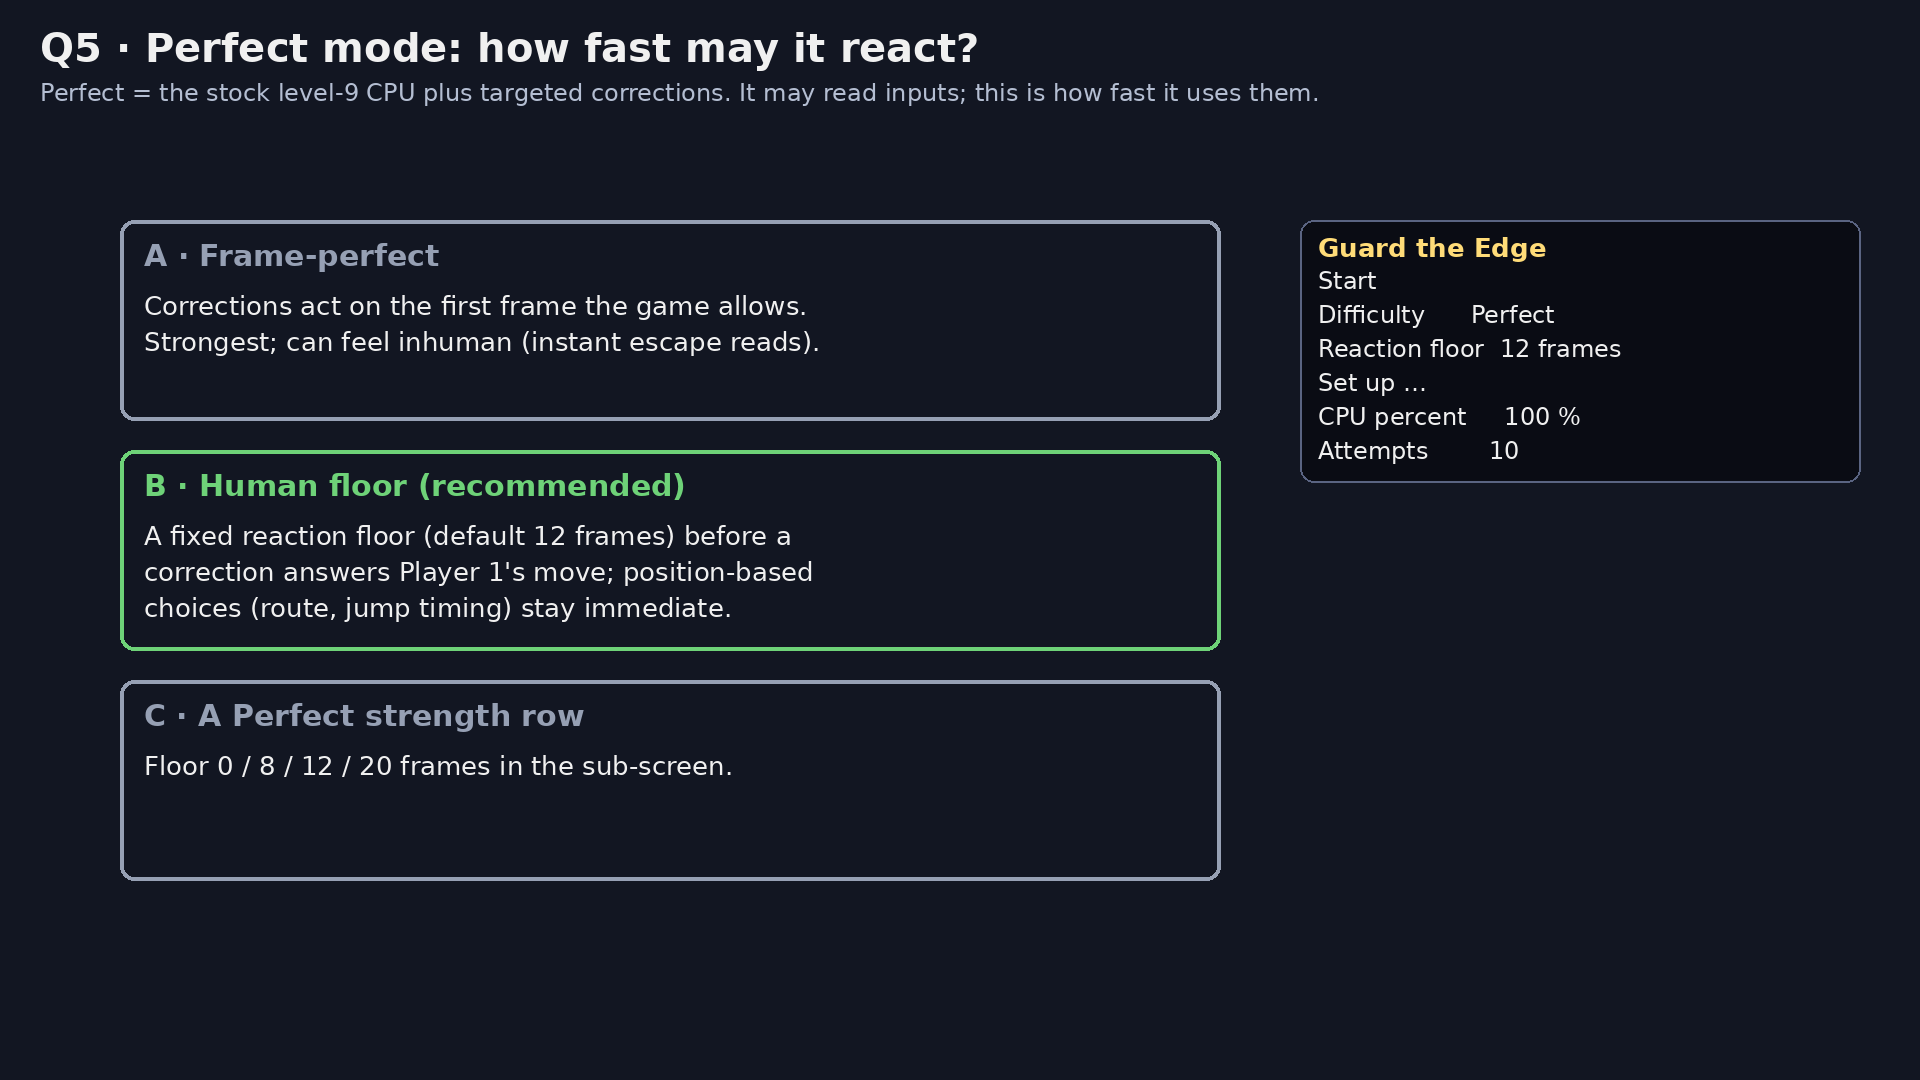 Q5 · Perfect mode: how fast may it react?
Perfect = the stock level-9 CPU plus targeted corrections. It may read inputs; this is how fast it uses them.
A · Frame-perfect
Corrections act on the first frame the game allows.
Strongest; can feel inhuman (instant escape reads).
B · Human floor (recommended)
A fixed reaction floor (default 12 frames) before a
correction answers Player 1's move; position-based
choices (route, jump timing) stay immediate.
C · A Perfect strength row
Floor 0 / 8 / 12 / 20 frames in the sub-screen.
Guard the Edge
Start
Difficulty Perfect
Reaction floor 12 frames
Set up ...
CPU percent 100 %
Attempts 10